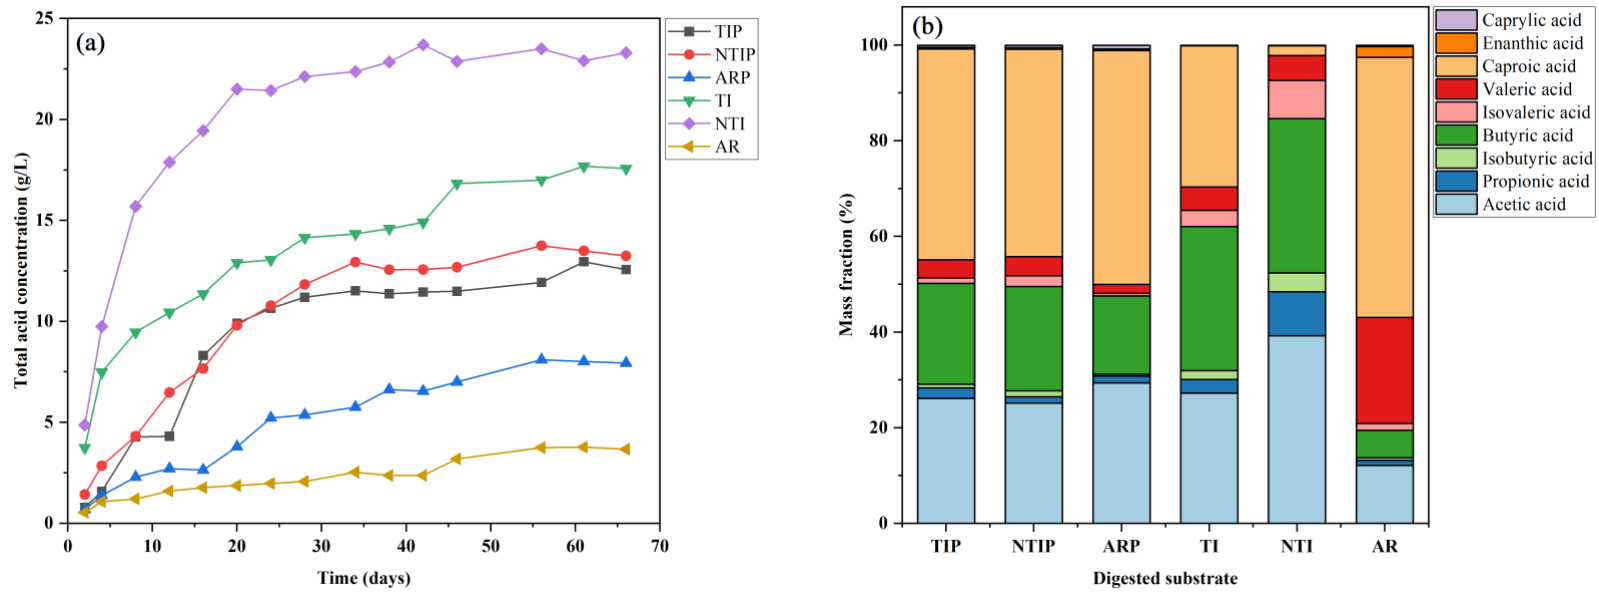 (a)
Total acid concentration (g/L)
25
20
15
10
5
0
0 10 20 30 40 50 60 70
Time (days)
TIP
NTIP
ARP
TI
NTI
AR
(b)
Mass fraction (%)
100
80
60
40
20
0
TIP NTIP ARP TI NTI AR
Digested substrate
Caprylic acid
Enanthic acid
Caproic acid
Valeric acid
Isovaleric acid
Butyric acid
Isobutyric acid
Propionic acid
Acetic acid